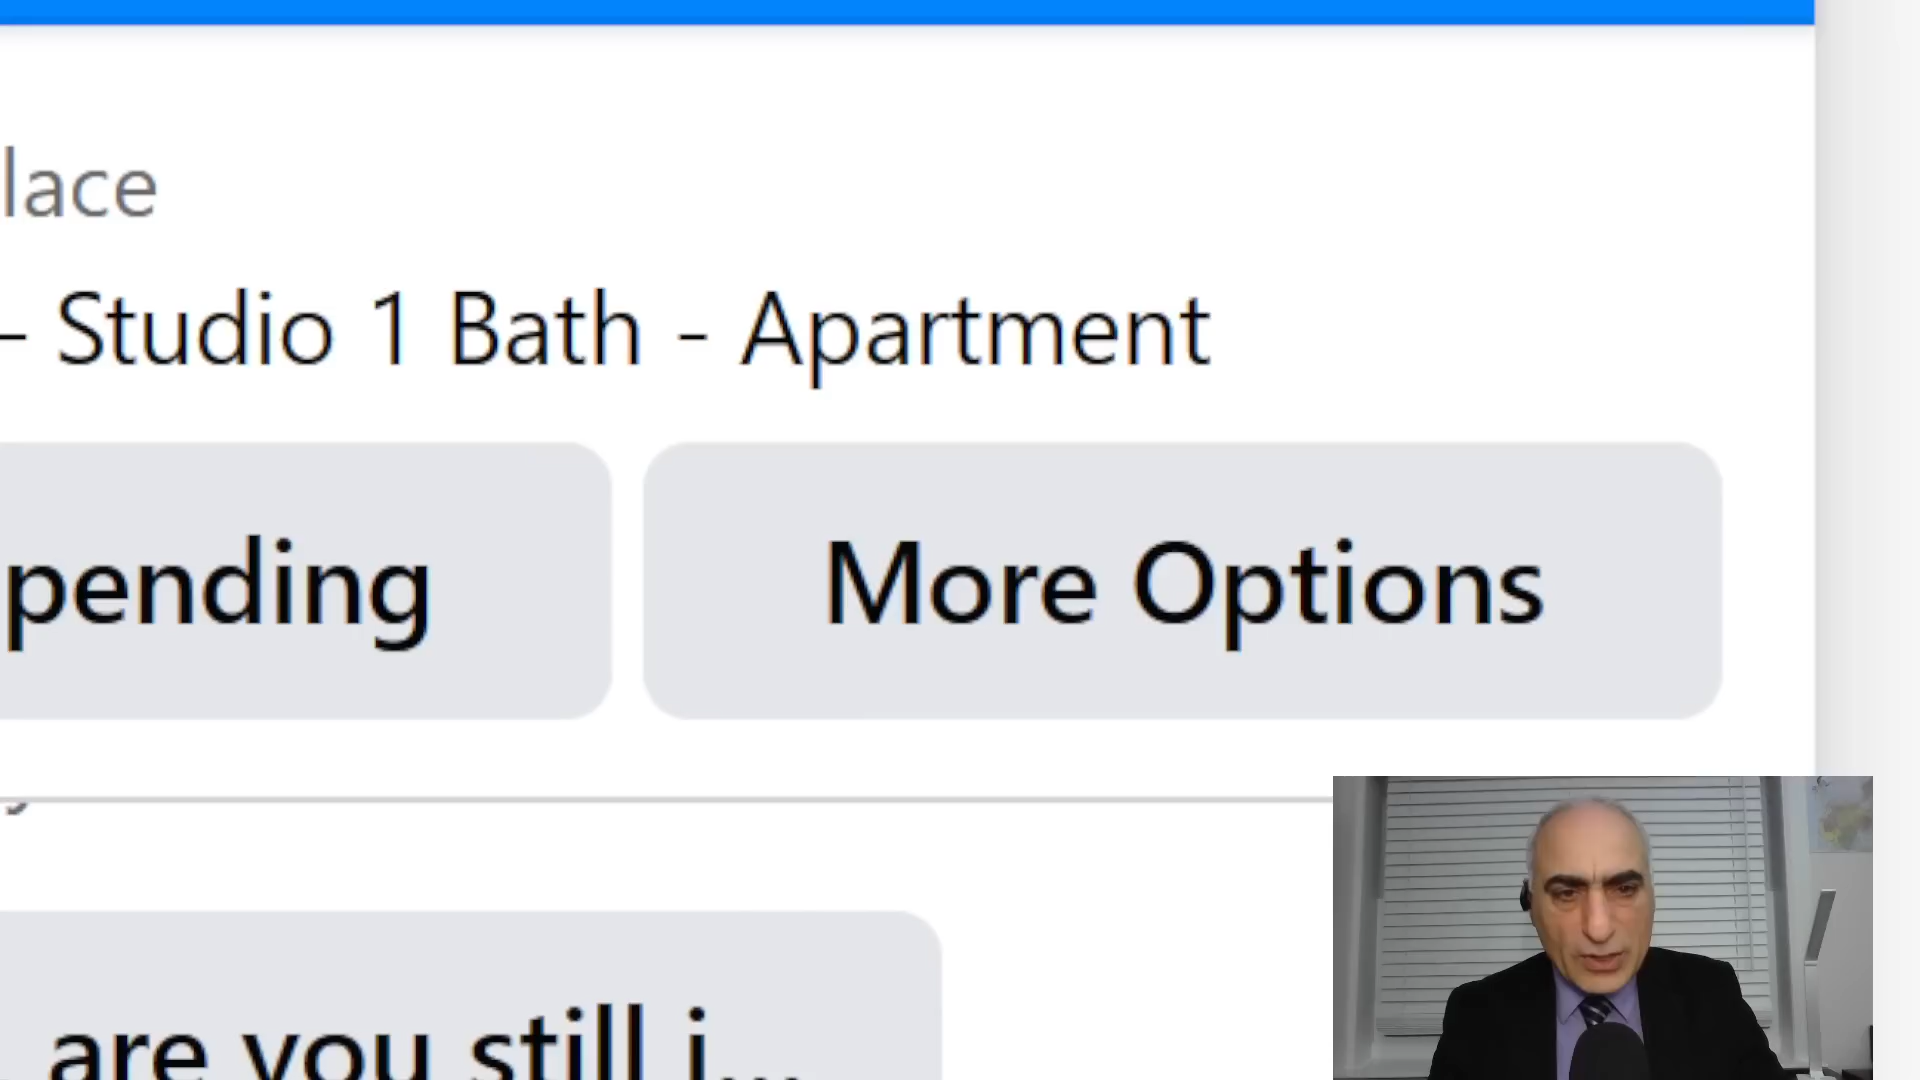 lace
- Studio 1 Bath - Apartment
pending
More Options
are you still i...